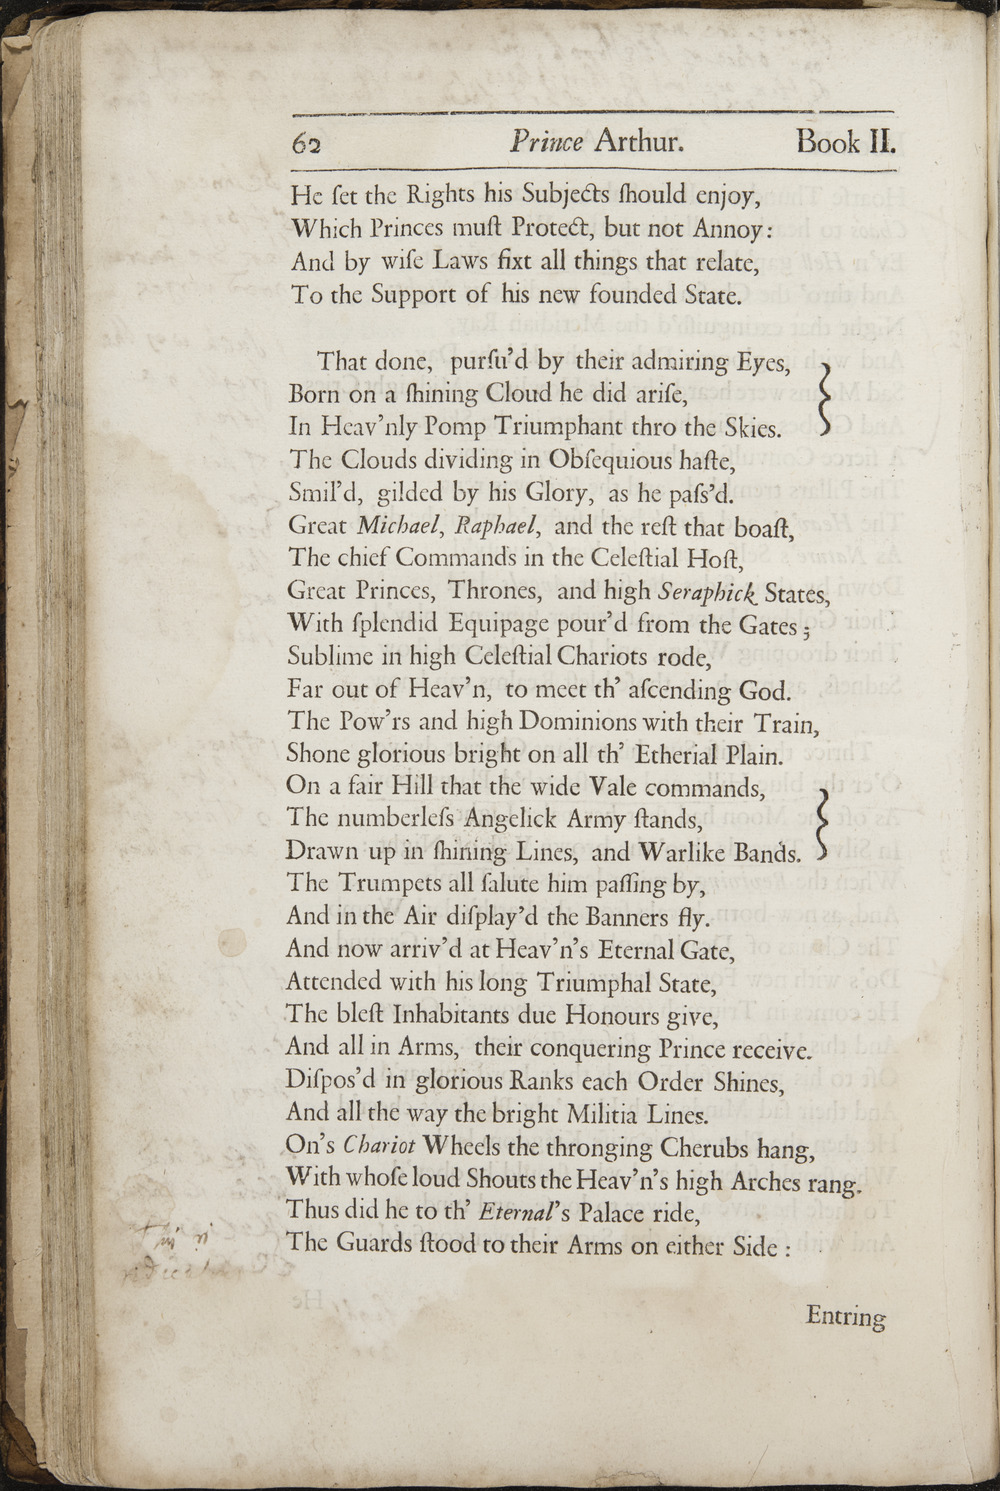 62 Prince Arthur. Book II.
He ſet the Rights his Subjects ſhould enjoy,
Which Princes muſt Protect, but not Annoy:
And by wiſe Laws fixt all things that relate,
To the Support of his new founded State.
That done, purſu’d by their admiring Eyes,
Born on a ſhining Cloud he did ariſe,
In Heav’nly Pomp Triumphant thro the Skies.
The Clouds dividing in Obſequious haſte,
Smil’d, gilded by his Glory, as he paſs’d.
Great Michael, Raphael, and the reſt that boaſt,
The chief Commands in the Celeſtial Hoſt,
Great Princes, Thrones, and high Seraphick States,
With ſplendid Equipage pour’d from the Gates;
Sublime in high Celeſtial Chariots rode,
Far out of Heav’n, to meet th’ aſcending God.
The Pow’rs and high Dominions with their Train,
Shone glorious bright on all th’ Etherial Plain.
On a fair Hill that the wide Vale commands,
The numberleſs Angelick Army ſtands,
Drawn up in ſhining Lines, and Warlike Bands.
The Trumpets all ſalute him paſſing by,
And in the Air diſplay’d the Banners fly.
And now arriv’d at Heav’n’s Eternal Gate,
Attended with his long Triumphal State,
The bleſt Inhabitants due Honours give,
And all in Arms, their conquering Prince receive.
Diſpos’d in glorious Ranks each Order Shines,
And all the way the bright Militia Lines.
On’s Chariot Wheels the thronging Cherubs hang,
With whoſe loud Shouts the Heav’n’s high Arches rang.
Thus did he to th’ Eternal’s Palace ride,
The Guards ſtood to their Arms on either Side:
Entring